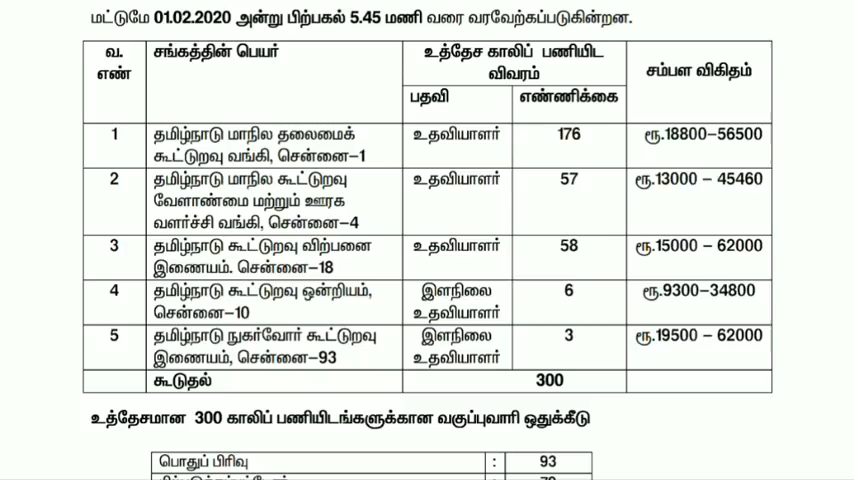 மட்டுமே 01.02.2020 அன்று பிற்பகல் 5.45 மணி வரை வரவேற்கப்படுகின்றன.
வ. எண் சங்கத்தின் பெயர் உத்தேச காலிப் பணியிட விவரம் சம்பள விகிதம்
பதவி எண்ணிக்கை
1 தமிழ்நாடு மாநில தலைமைக் உதவியாளர் 176 ரூ.18800–56500
கூட்டுறவு வங்கி, சென்னை–1
2 தமிழ்நாடு மாநில கூட்டுறவு உதவியாளர் 57 ரூ.13000 – 45460
வேளாண்மை மற்றும் ஊரக
வளர்ச்சி வங்கி, சென்னை–4
3 தமிழ்நாடு கூட்டுறவு விற்பனை உதவியாளர் 58 ரூ.15000 – 62000
இணையம். சென்னை–18
4 தமிழ்நாடு கூட்டுறவு ஒன்றியம், இளநிலை 6 ரூ.9300–34800
சென்னை–10 உதவியாளர்
5 தமிழ்நாடு நுகர்வோர் கூட்டுறவு இளநிலை 3 ரூ.19500 – 62000
இணையம், சென்னை–93 உதவியாளர்
கூடுதல் 300
உத்தேசமான 300 காலிப் பணியிடங்களுக்கான வகுப்புவாரி ஒதுக்கீடு
பொதுப் பிரிவு : 93